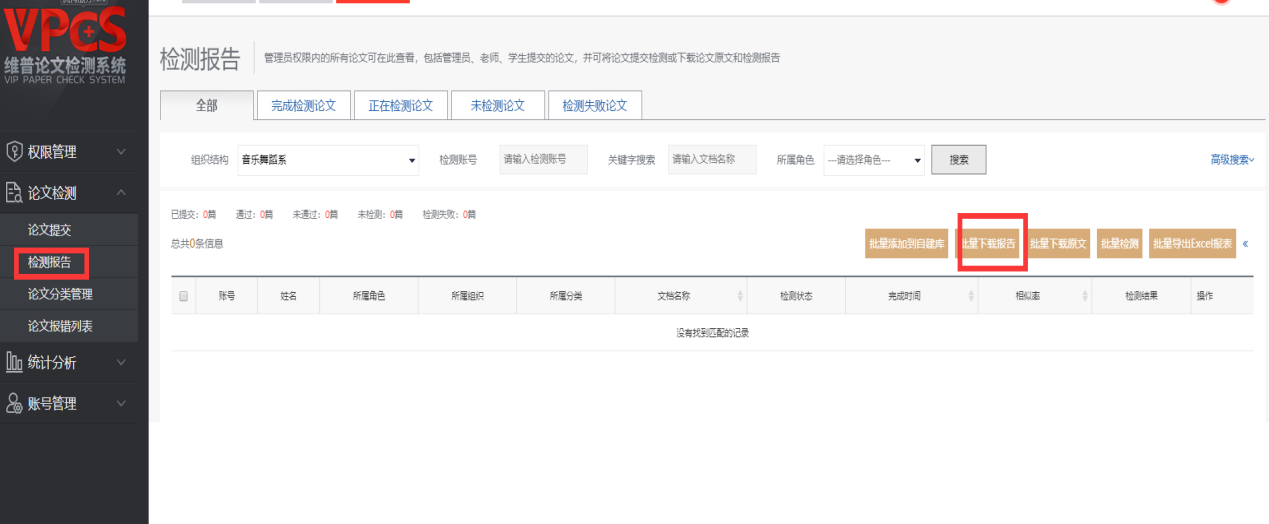 VPCS
维普论文检测系统
VIP PAPER CHECK SYSTEM
权限管理
论文检测
论文提交
检测报告
论文分类管理
论文报错列表
统计分析
账号管理
检测报告 管理员权限内的所有论文可在此查看，包括管理员、老师、学生提交的论文，并可将论文提交检测或下载论文原文和检测报告
全部 完成检测论文 正在检测论文 未检测论文 检测失败论文
组织结构 音乐舞蹈系 检测账号 请输入检测账号 关键字搜索 请输入文档名称 所属角色 ---请选择角色--- 搜索 高级搜索
已提交：0篇 通过：0篇 未通过：0篇 未检测：0篇 检测失败：0篇
总共0条信息 批量添加到自建库 批量下载报告 批量下载原文 批量检测 批量导出Excel报表 «
账号 姓名 所属角色 所属组织 所属分类 文档名称 检测状态 完成时间 相似率 检测结果 操作
没有找到匹配的记录